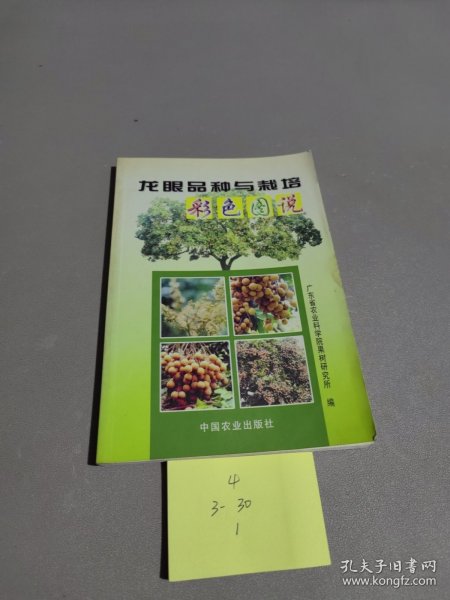 龙眼品种与栽培
彩色图说
广东省农业科学院果树研究所 编
中国农业出版社
4
3-30
1
孔夫子旧书网
www.kongfz.com